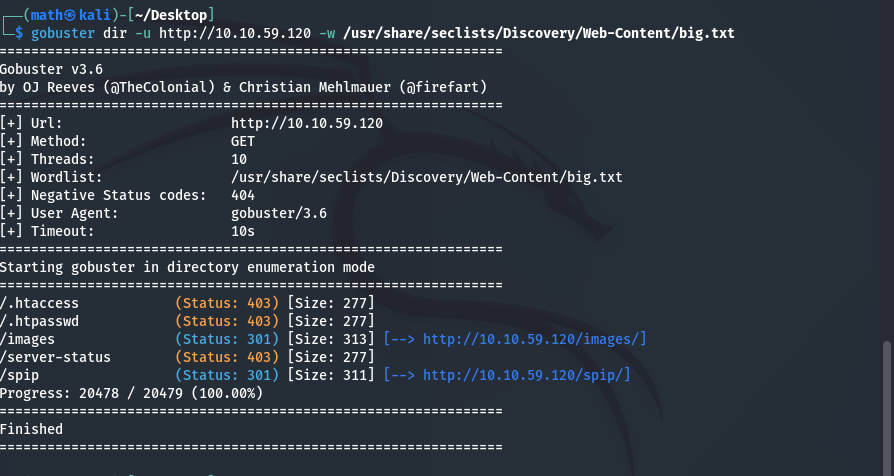 ┌──(math㉿kali)-[~/Desktop]
└─$ gobuster dir -u http://10.10.59.120 -w /usr/share/seclists/Discovery/Web-Content/big.txt
===============================================================
Gobuster v3.6
by OJ Reeves (@TheColonial) & Christian Mehlmauer (@firefart)
===============================================================
[+] Url:                     http://10.10.59.120
[+] Method:                  GET
[+] Threads:                 10
[+] Wordlist:                /usr/share/seclists/Discovery/Web-Content/big.txt
[+] Negative Status codes:   404
[+] User Agent:              gobuster/3.6
[+] Timeout:                 10s
===============================================================
Starting gobuster in directory enumeration mode
===============================================================
/.htaccess            (Status: 403) [Size: 277]
/.htpasswd            (Status: 403) [Size: 277]
/images               (Status: 301) [Size: 313] [--> http://10.10.59.120/images/]
/server-status        (Status: 403) [Size: 277]
/spip                 (Status: 301) [Size: 311] [--> http://10.10.59.120/spip/]
Progress: 20478 / 20479 (100.00%)
===============================================================
Finished
===============================================================